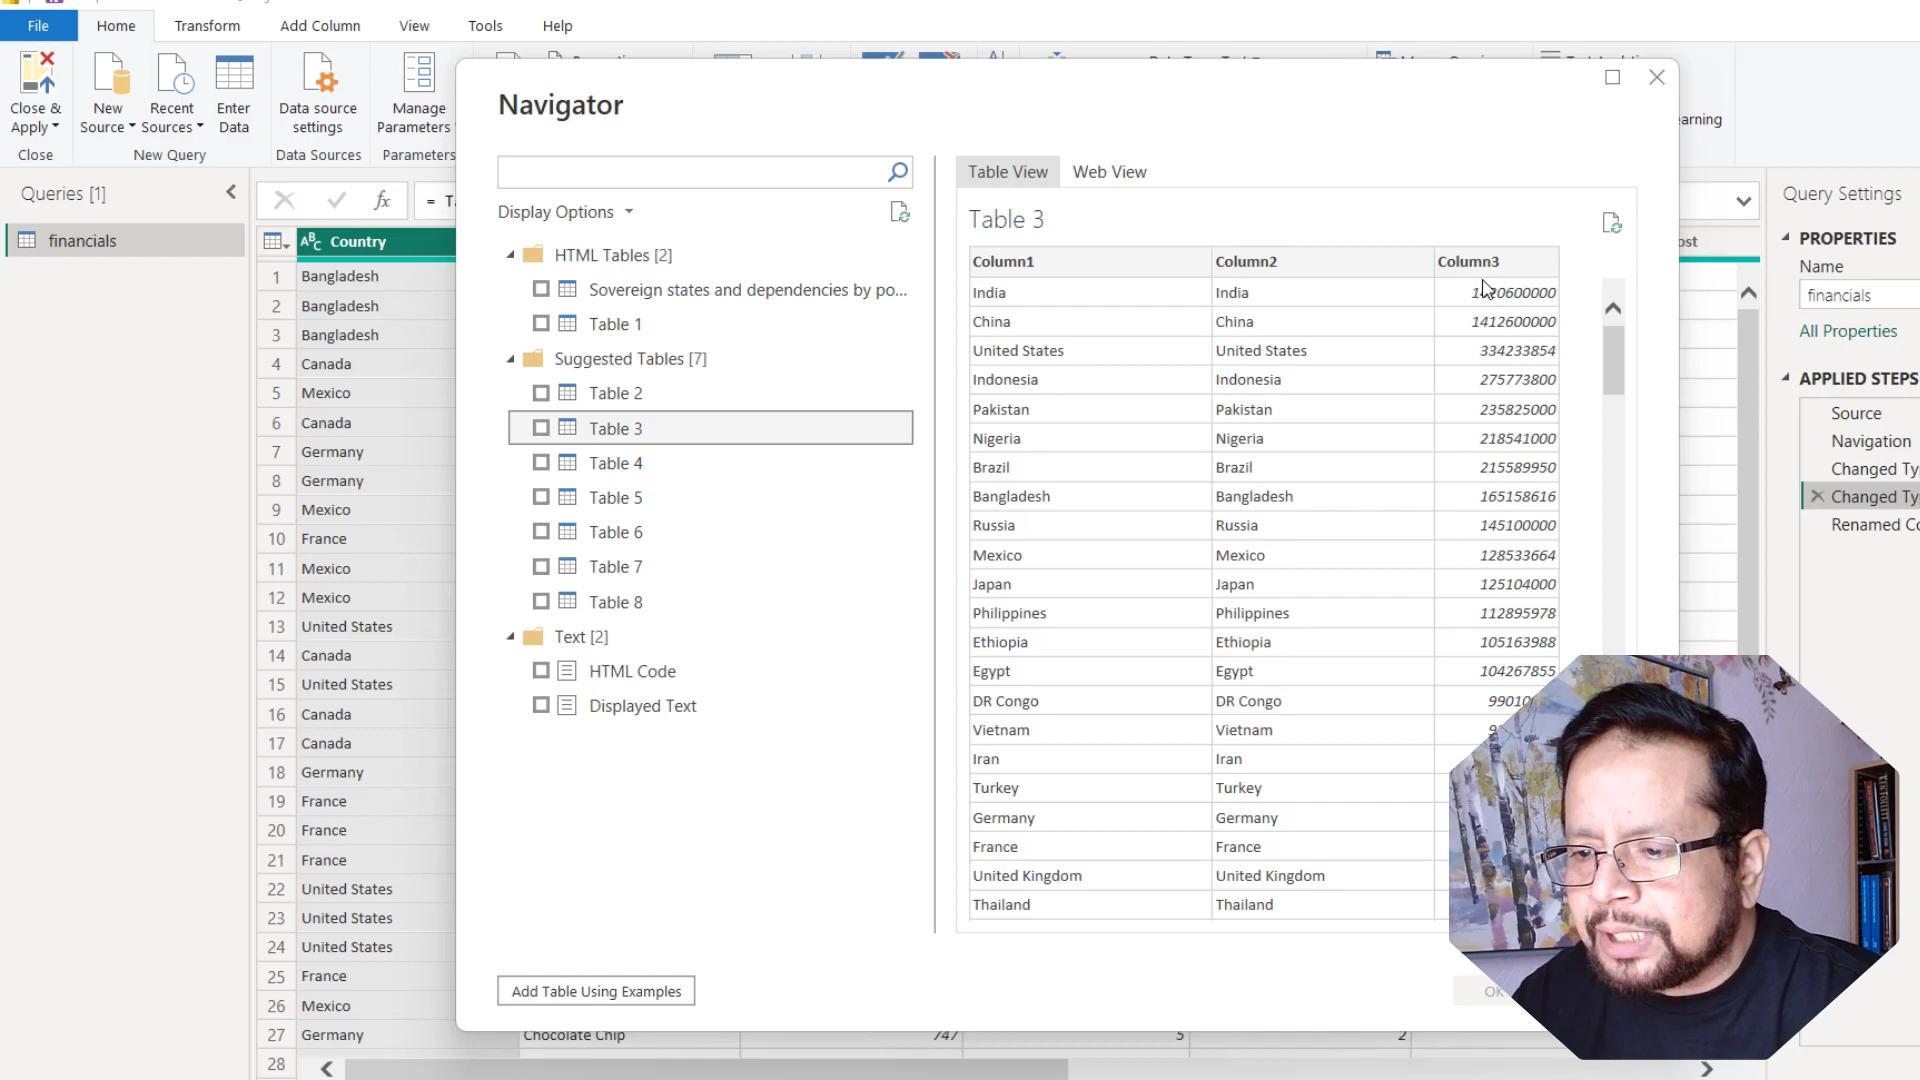 File Home Transform Add Column View Tools Help
Close & Apply
New Source
Recent Sources
Enter Data
Data source settings
Manage Parameters
Close New Query Data Sources Parameters
arning
Queries [1]
financials
fx
Country
1 Bangladesh
2 Bangladesh
3 Bangladesh
4 Canada
5 Mexico
6 Canada
7 Germany
8 Germany
9 Mexico
10 France
11 Mexico
12 Mexico
13 United States
14 Canada
15 United States
16 Canada
17 Canada
18 Germany
19 France
20 France
21 France
22 United States
23 United States
24 United States
25 France
26 Mexico
27 Germany Chocolate Chip 747 5 2
28
Navigator
Display Options
HTML Tables [2]
Sovereign states and dependencies by po...
Table 1
Suggested Tables [7]
Table 2
Table 3
Table 4
Table 5
Table 6
Table 7
Table 8
Text [2]
HTML Code
Displayed Text
Add Table Using Examples
Table View Web View
Table 3
Column1 Column2 Column3
India India
China China 1412600000
United States United States 334233854
Indonesia Indonesia 275773800
Pakistan Pakistan 235825000
Nigeria Nigeria 218541000
Brazil Brazil 215589950
Bangladesh Bangladesh 165158616
Russia Russia 145100000
Mexico Mexico 128533664
Japan Japan 125104000
Philippines Philippines 112895978
Ethiopia Ethiopia 105163988
Egypt Egypt 104267855
DR Congo DR Congo
Vietnam Vietnam
Iran Iran
Turkey Turkey
Germany Germany
France France
United Kingdom United Kingdom
Thailand Thailand
OK
Query Settings
PROPERTIES
Name
financials
All Properties
APPLIED STEPS
Source
Navigation
Changed Ty
Changed Ty
Renamed Co